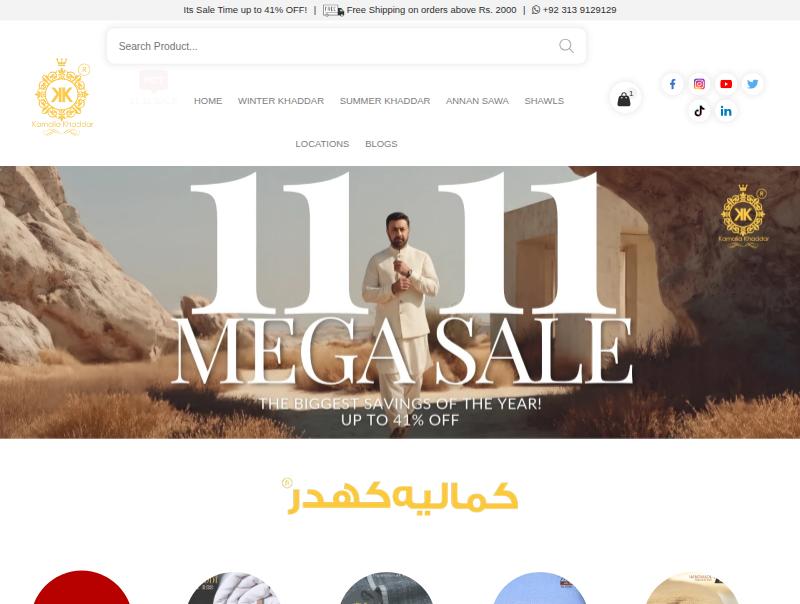 Its Sale Time up to 41% OFF! | Free Shipping on orders above Rs. 2000 | +92 313 9129129
Search Product...
Kamalia Khaddar
HOME WINTER KHADDAR SUMMER KHADDAR ANNAN SAWA SHAWLS
1
LOCATIONS BLOGS
11 11
Kamalia Khaddar
MEGA SALE
THE BIGGEST SAVINGS OF THE YEAR!
UP TO 41% OFF
کمالیہ کھدر